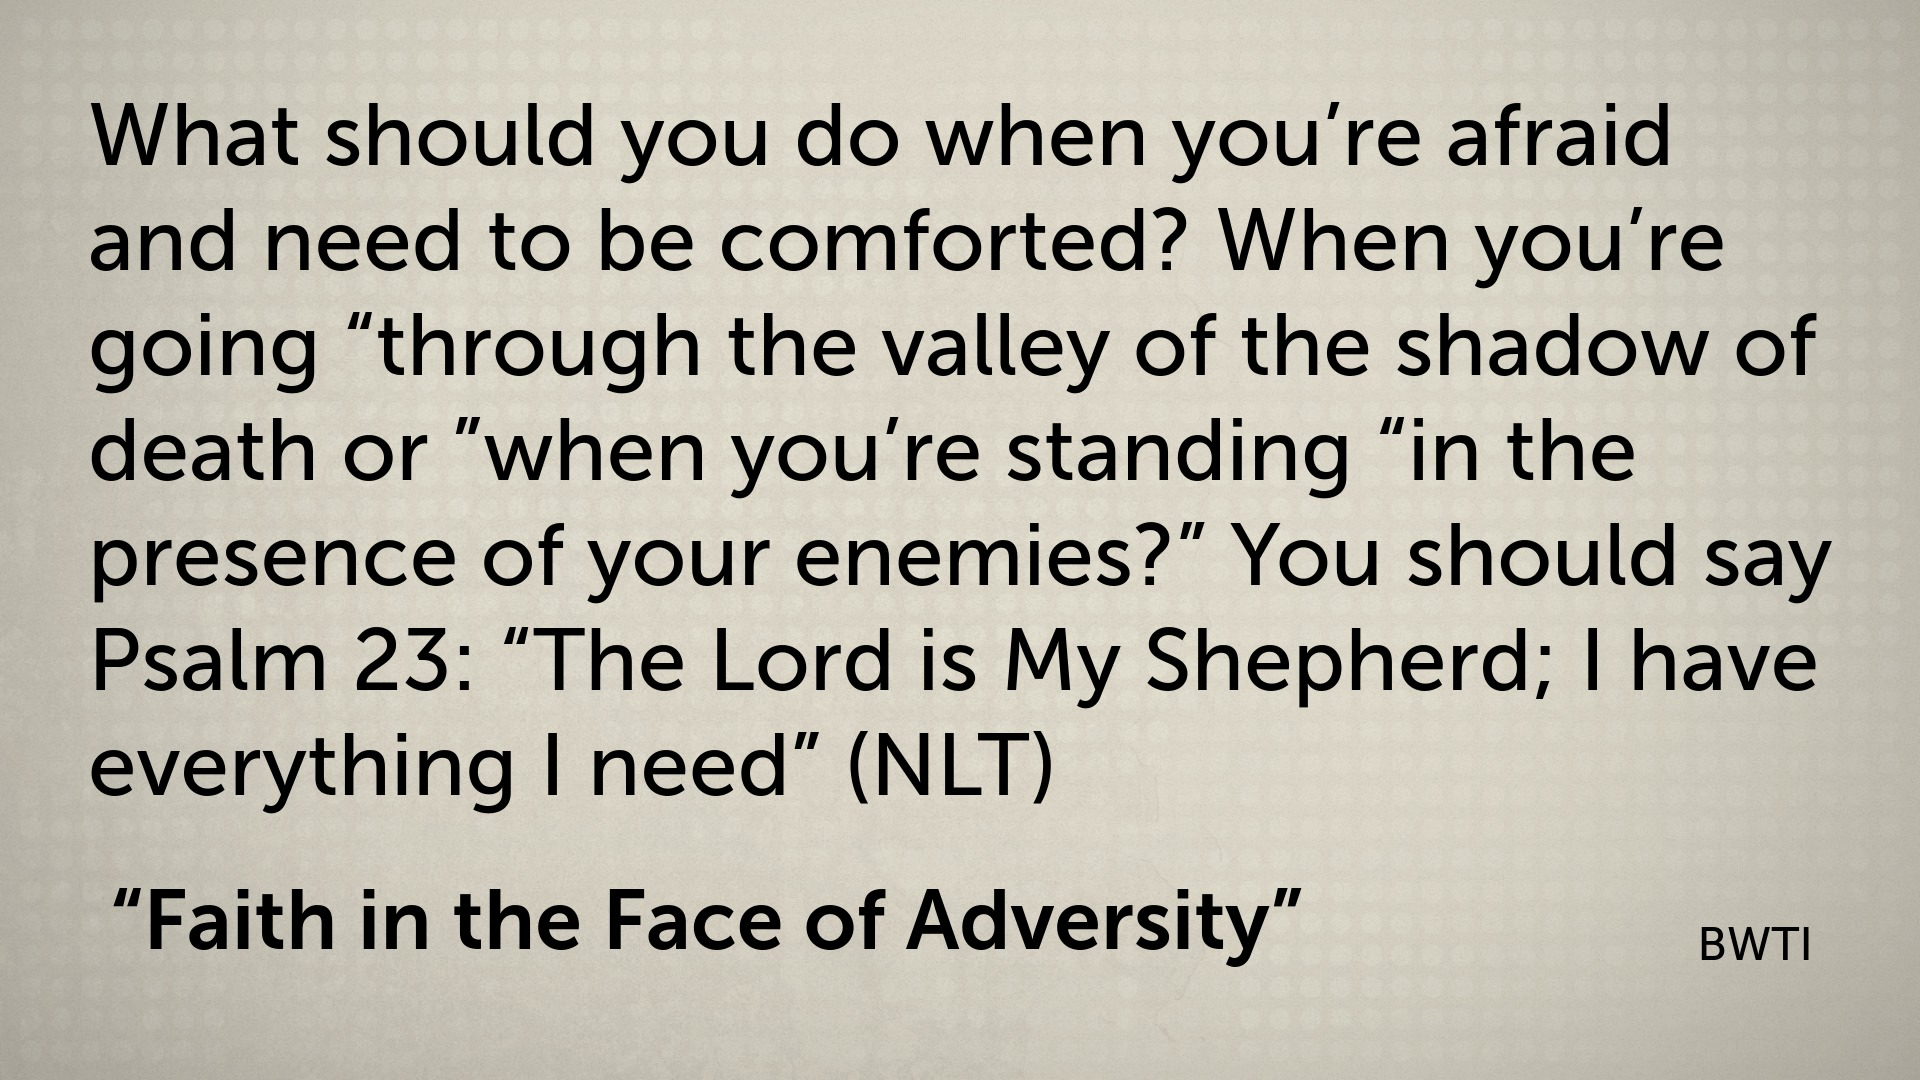 What should you do when you’re afraid
and need to be comforted? When you’re
going “through the valley of the shadow of
death or ”when you’re standing “in the
presence of your enemies?” You should say
Psalm 23: “The Lord is My Shepherd; I have
everything I need” (NLT)
“Faith in the Face of Adversity”
BWTI